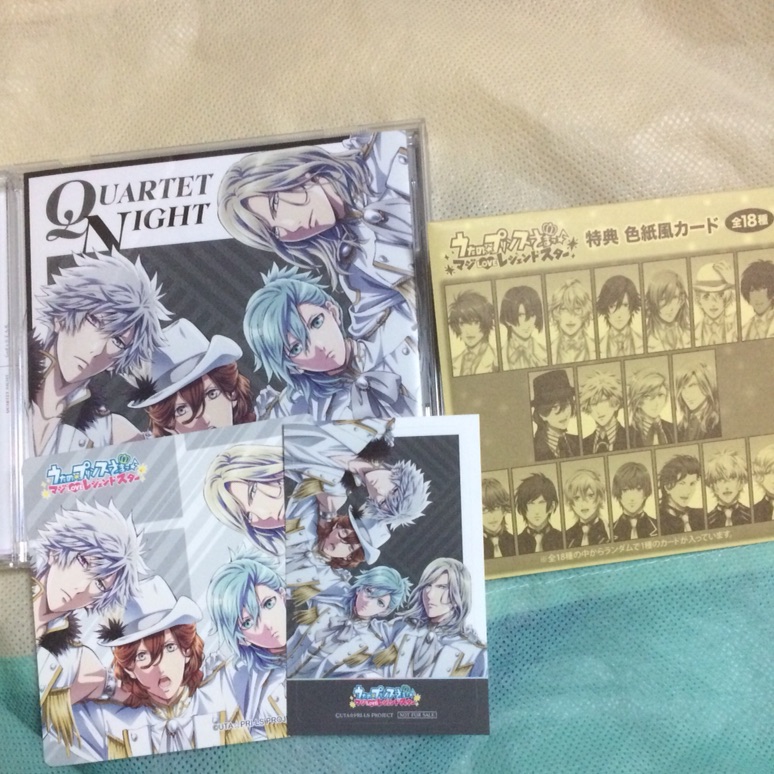 QUARTET
NIGHT
うたの☆プリンスさまっ♪
マジLOVEレジェンドスター
特典 色紙風カード
全18種
※全18種の中からランダムで1種のカードが入っています。
うたの☆プリンスさまっ♪
マジLOVEレジェンドスター
©UTA☆PRI-S PROJ
うたの☆プリンスさまっ♪
マジLOVEレジェンドスター
©UTA☆PRI-LS PROJECT
NOT FOR SALE